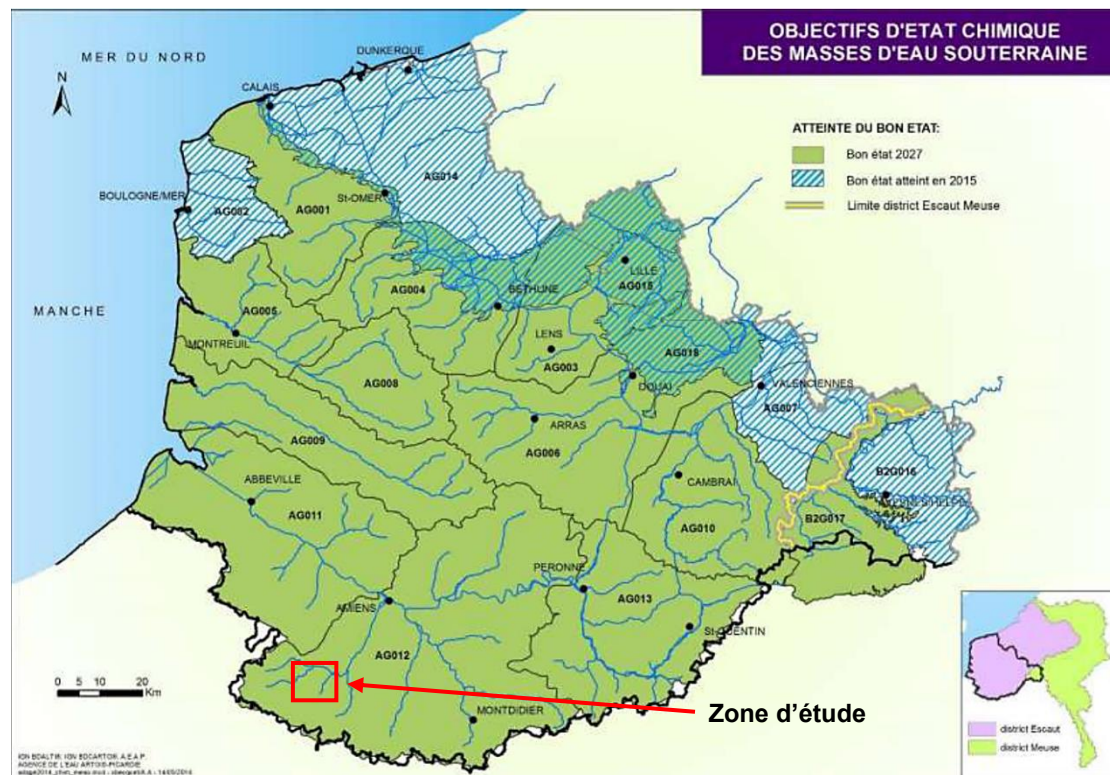 OBJECTIFS D'ETAT CHIMIQUE
DES MASSES D'EAU SOUTERRAINE
MER DU NORD
DUNKERQUE
N
CALAIS
ATTEINTE DU BON ETAT:
Bon état 2027
Bon état atteint en 2015
Limite district Escaut Meuse
AG014
BOULOGNE/MER
St-OMER
AG002
AG001
LILLE
AG004
AG015
BETHUNE
MANCHE
AG005
MONTREUIL
LENS
AG003
AG018
AG008
DOUAI
VALENCIENNES
AG007
ARRAS
AG009
AG006
B2G016
ABBEVILLE
CAMBRAI
AG011
AG010
B2G017
PERONNE
AMIENS
AG013
St-QUENTIN
AG012
0 5 10 20
Km
MONTDIDIER
Zone d'étude
district Escaut
district Meuse
AGENCE DE L'EAU ARTOIS-PICARDIE